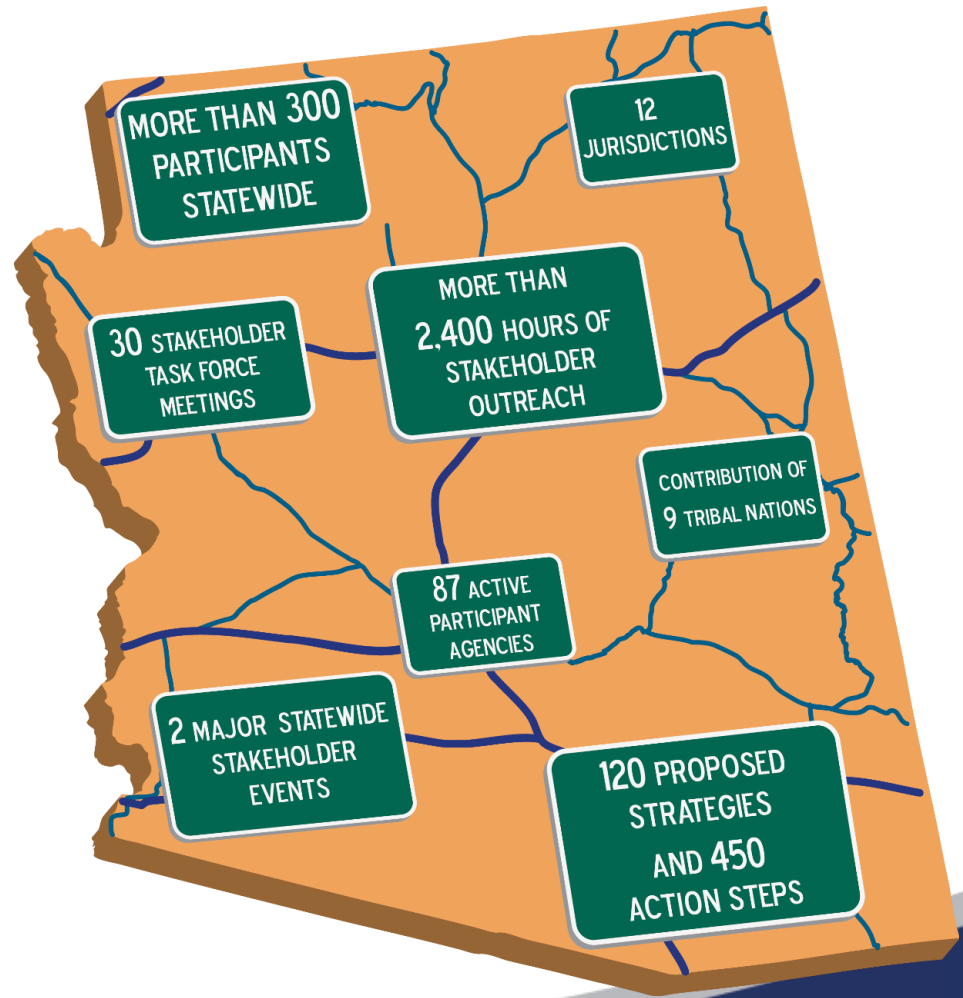 MORE THAN 300
PARTICIPANTS
STATEWIDE
12
JURISDICTIONS
MORE THAN
2,400 HOURS OF
STAKEHOLDER
OUTREACH
30 STAKEHOLDER
TASK FORCE
MEETINGS
CONTRIBUTION OF
9 TRIBAL NATIONS
87 ACTIVE
PARTICIPANT
AGENCIES
2 MAJOR STATEWIDE
STAKEHOLDER
EVENTS
120 PROPOSED
STRATEGIES
AND 450
ACTION STEPS